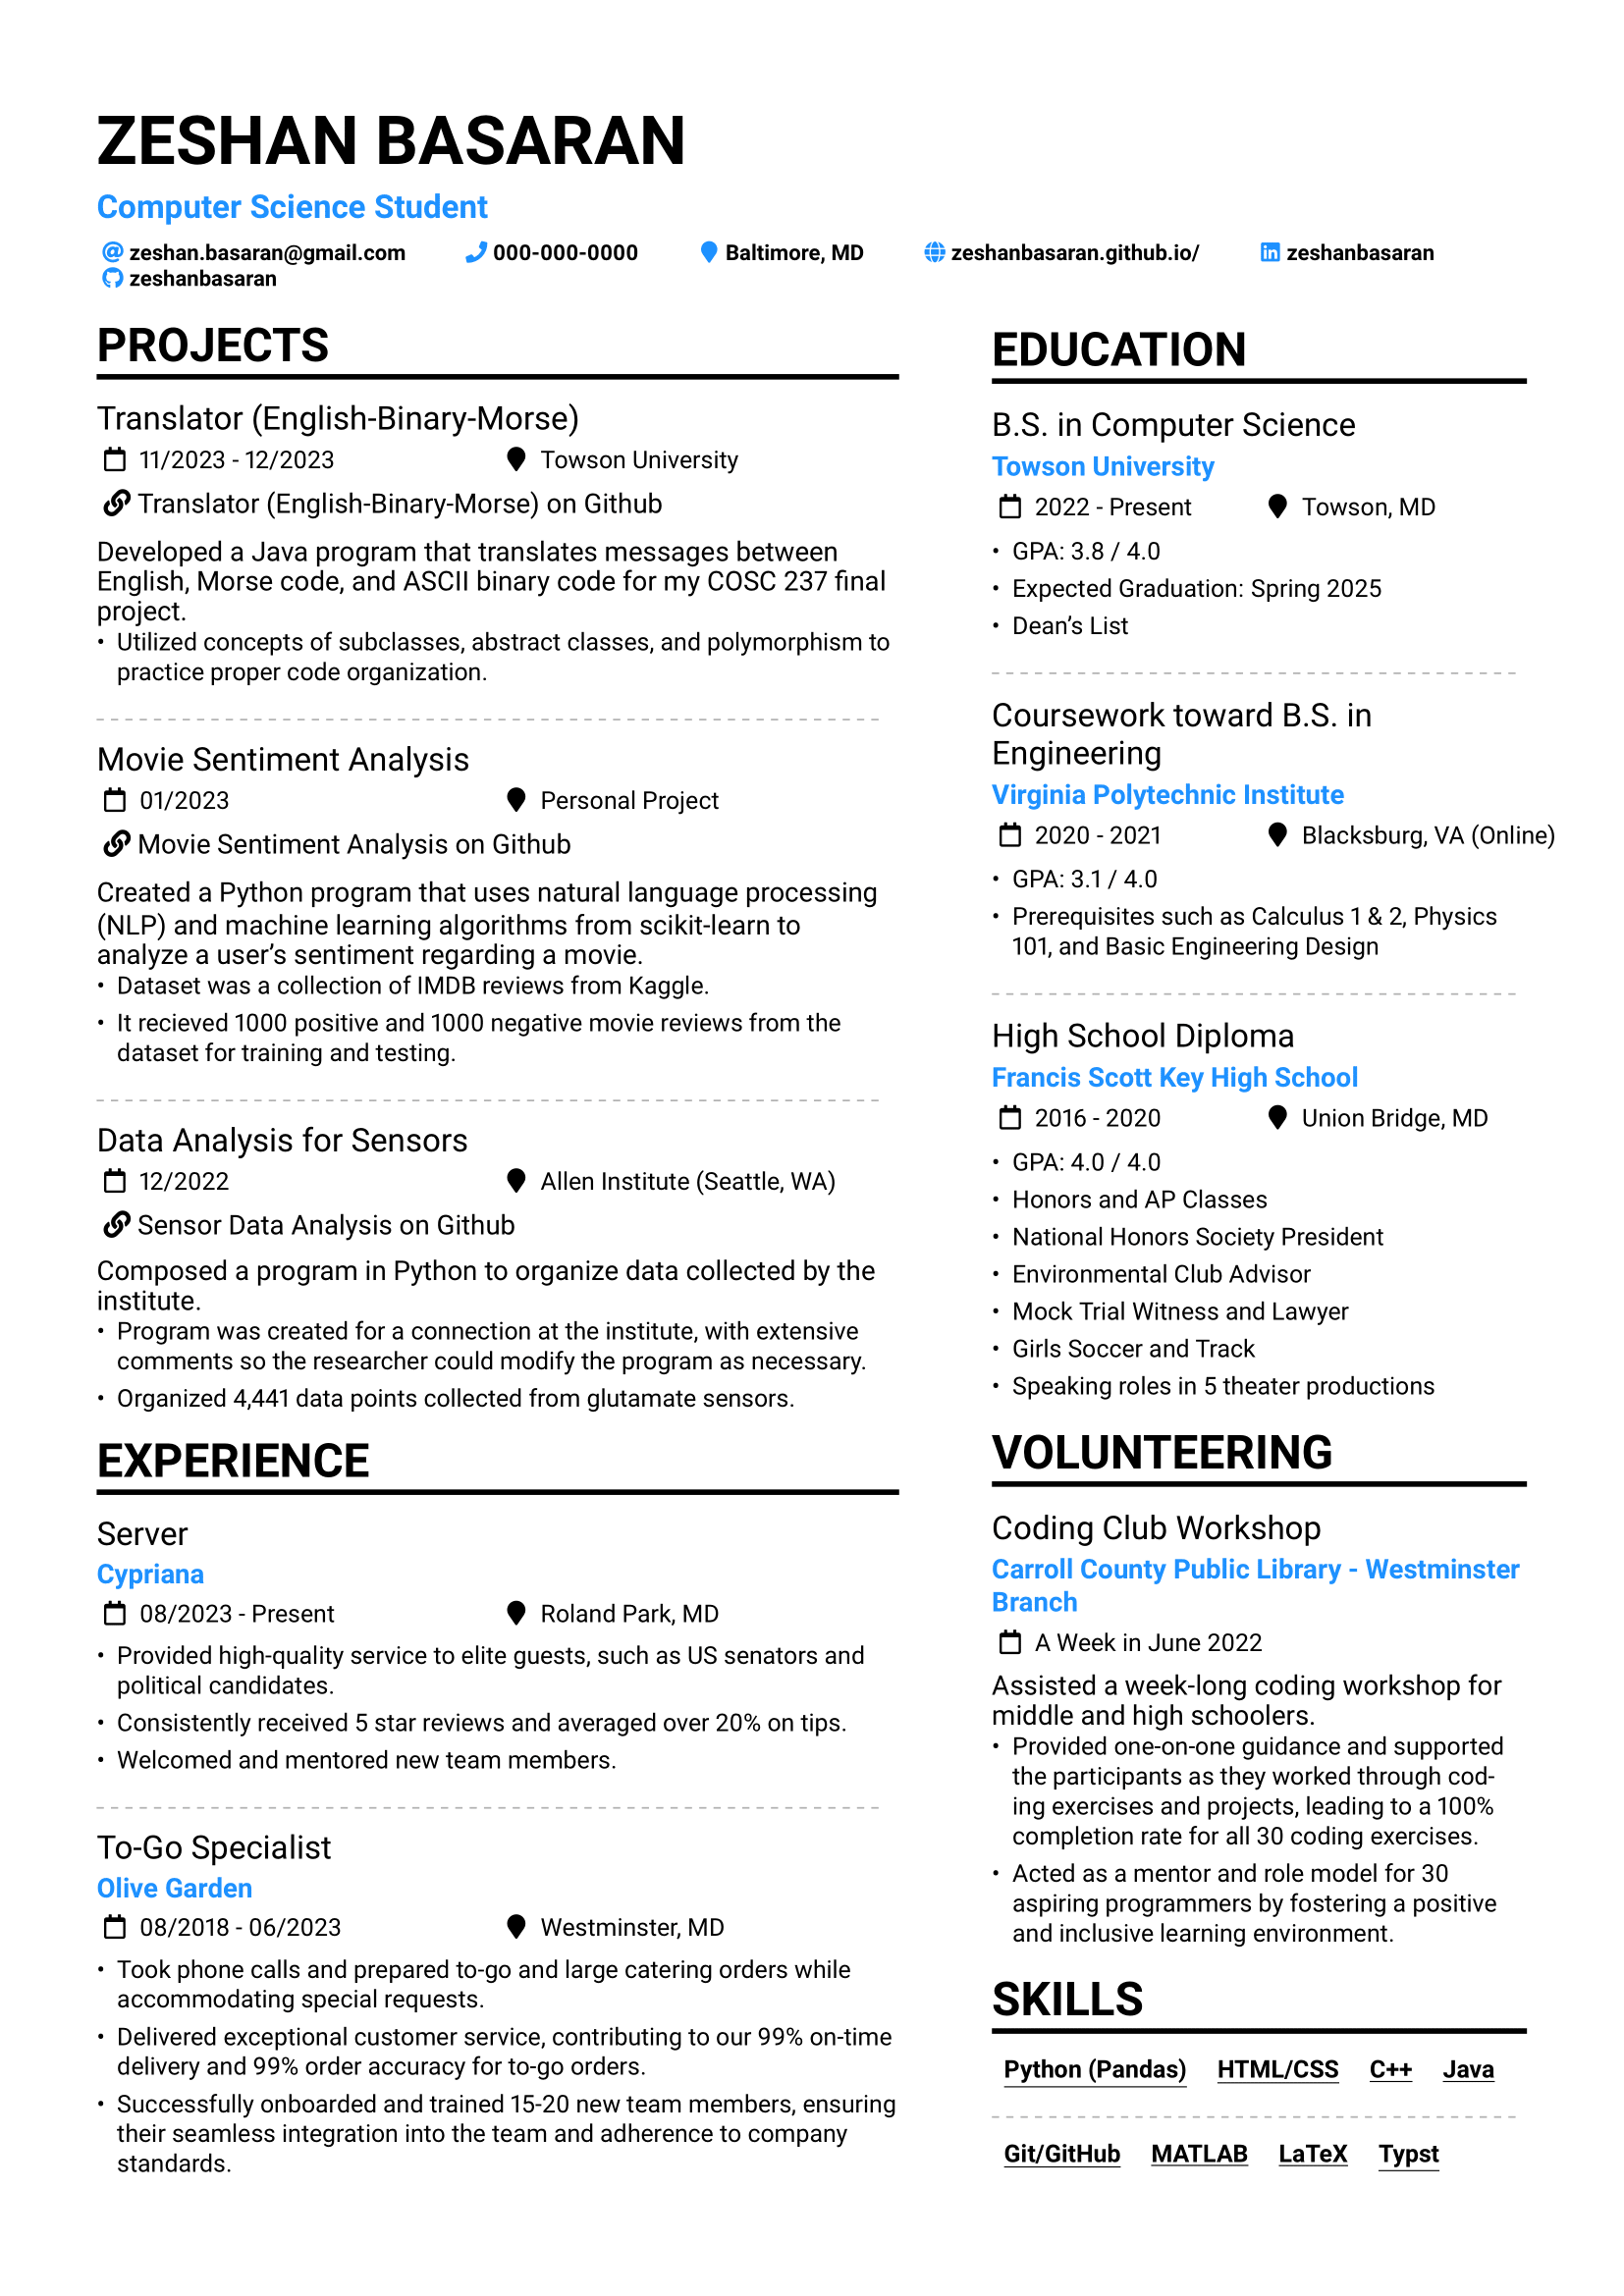 ZESHAN BASARAN
Computer Science Student
zeshan.basaran@gmail.com 000-000-0000 Baltimore, MD zeshanbasaran.github.io/ zeshanbasaran
zeshanbasaran
PROJECTS
Translator (English-Binary-Morse)
11/2023 - 12/2023 Towson University
Translator (English-Binary-Morse) on Github
Developed a Java program that translates messages between
English, Morse code, and ASCII binary code for my COSC 237 final
project.
• Utilized concepts of subclasses, abstract classes, and polymorphism to
practice proper code organization.
Movie Sentiment Analysis
01/2023 Personal Project
Movie Sentiment Analysis on Github
Created a Python program that uses natural language processing
(NLP) and machine learning algorithms from scikit-learn to
analyze a user’s sentiment regarding a movie.
• Dataset was a collection of IMDB reviews from Kaggle.
• It recieved 1000 positive and 1000 negative movie reviews from the
dataset for training and testing.
Data Analysis for Sensors
12/2022 Allen Institute (Seattle, WA)
Sensor Data Analysis on Github
Composed a program in Python to organize data collected by the
institute.
• Program was created for a connection at the institute, with extensive
comments so the researcher could modify the program as necessary.
• Organized 4,441 data points collected from glutamate sensors.
EXPERIENCE
Server
Cypriana
08/2023 - Present Roland Park, MD
• Provided high-quality service to elite guests, such as US senators and
political candidates.
• Consistently received 5 star reviews and averaged over 20% on tips.
• Welcomed and mentored new team members.
To-Go Specialist
Olive Garden
08/2018 - 06/2023 Westminster, MD
• Took phone calls and prepared to-go and large catering orders while
accommodating special requests.
• Delivered exceptional customer service, contributing to our 99% on-time
delivery and 99% order accuracy for to-go orders.
• Successfully onboarded and trained 15-20 new team members, ensuring
their seamless integration into the team and adherence to company
standards.
EDUCATION
B.S. in Computer Science
Towson University
2022 - Present Towson, MD
• GPA: 3.8 / 4.0
• Expected Graduation: Spring 2025
• Dean’s List
Coursework toward B.S. in
Engineering
Virginia Polytechnic Institute
2020 - 2021 Blacksburg, VA (Online)
• GPA: 3.1 / 4.0
• Prerequisites such as Calculus 1 & 2, Physics
101, and Basic Engineering Design
High School Diploma
Francis Scott Key High School
2016 - 2020 Union Bridge, MD
• GPA: 4.0 / 4.0
• Honors and AP Classes
• National Honors Society President
• Environmental Club Advisor
• Mock Trial Witness and Lawyer
• Girls Soccer and Track
• Speaking roles in 5 theater productions
VOLUNTEERING
Coding Club Workshop
Carroll County Public Library - Westminster
Branch
A Week in June 2022
Assisted a week-long coding workshop for
middle and high schoolers.
• Provided one-on-one guidance and supported
the participants as they worked through cod-
ing exercises and projects, leading to a 100%
completion rate for all 30 coding exercises.
• Acted as a mentor and role model for 30
aspiring programmers by fostering a positive
and inclusive learning environment.
SKILLS
Python (Pandas) HTML/CSS C++ Java
Git/GitHub MATLAB LaTeX Typst